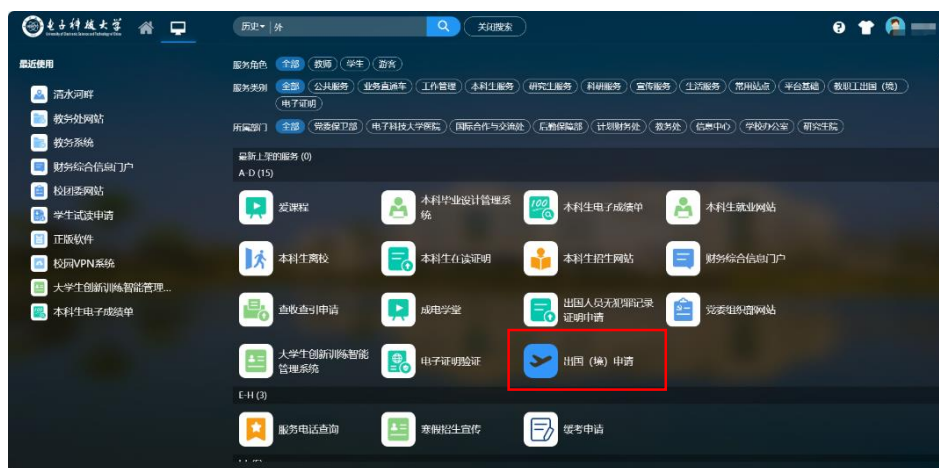 电子科技大学
历史 外
关闭搜索
最近使用
清水河畔
教务处网站
教务系统
财务综合信息门户
校团委网站
学生试读申请
正版软件
校园VPN系统
大学生创新训练智能管理...
本科生电子成绩单
服务角色 全部 教师 学生 游客
服务类别 全部 公共服务 业务直通车 工作管理 本科生服务 研究生服务 科研服务 宣传服务 生活服务 常用站点 平台基础 教职工出国（境）
电子证明
所属部门 全部 党委保卫部 电子科技大学医院 国际合作与交流处 后勤保障部 计划财务处 教务处 信息中心 学校办公室 研究生院
最新上架的服务 (0)
A-D (15)
爱课程
本科毕业设计管理系
统
本科生电子成绩单
本科生就业网站
本科生离校
本科生在读证明
本科生招生网站
财务综合信息门户
查收查引申请
成电学堂
出国人员无犯罪记录
证明申请
党委组织部网站
大学生创新训练智能
管理系统
电子证明验证
出国（境）申请
E-H (3)
服务电话查询
寒假招生宣传
缓考申请